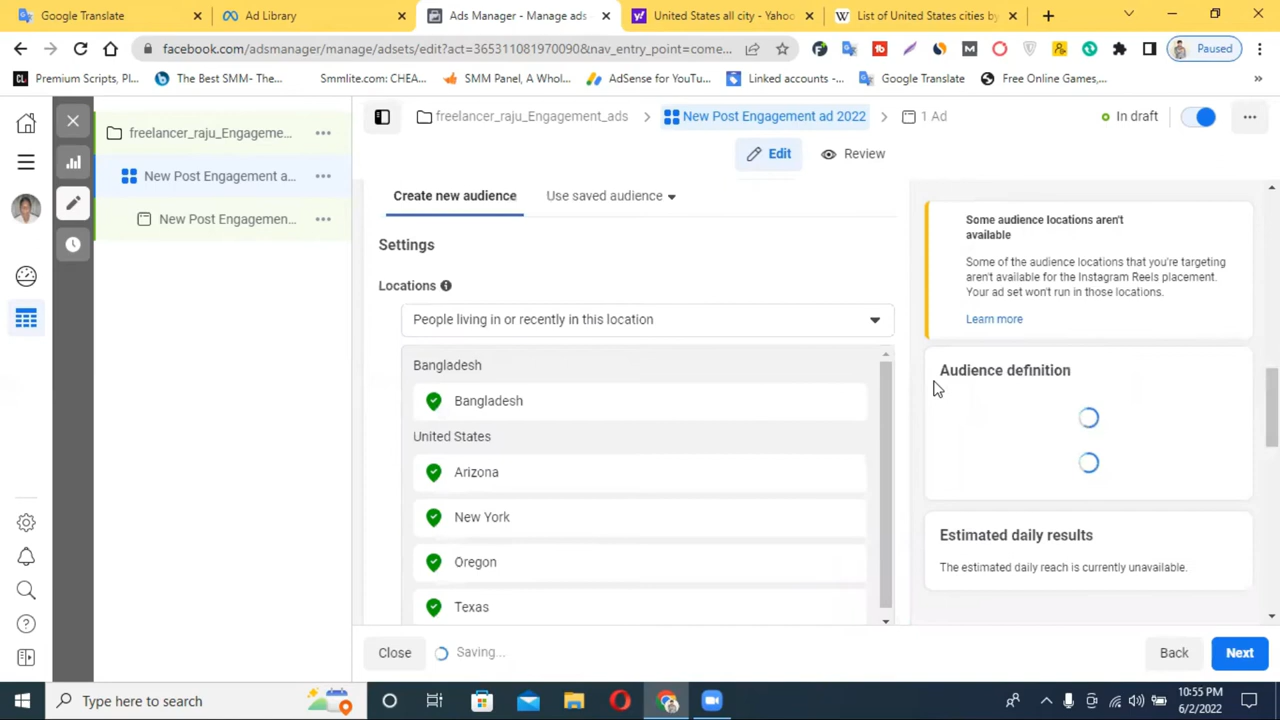 Google Translate
Ad Library
Ads Manager - Manage ads
United States all city - Yahoo
List of United States cities by
facebook.com/adsmanager/manage/adsets/edit?act=365311081970090&nav_entry_point=come...
Paused
Premium Scripts, Pl...
The Best SMM- The...
Smmlite.com: CHEA...
SMM Panel, A Whol...
AdSense for YouTu...
Linked accounts -...
Google Translate
Free Online Games,...
freelancer_raju_Engageme...
New Post Engagement a...
New Post Engagemen...
freelancer_raju_Engagement_ads
New Post Engagement ad 2022
1 Ad
In draft
Edit
Review
Create new audience
Use saved audience
Settings
Locations
People living in or recently in this location
Bangladesh
Bangladesh
United States
Arizona
New York
Oregon
Texas
Some audience locations aren't
available
Some of the audience locations that you're targeting
aren't available for the Instagram Reels placement.
Your ad set won't run in those locations.
Learn more
Audience definition
Estimated daily results
The estimated daily reach is currently unavailable.
Close
Saving...
Back
Next
Type here to search
10:55 PM
6/2/2022